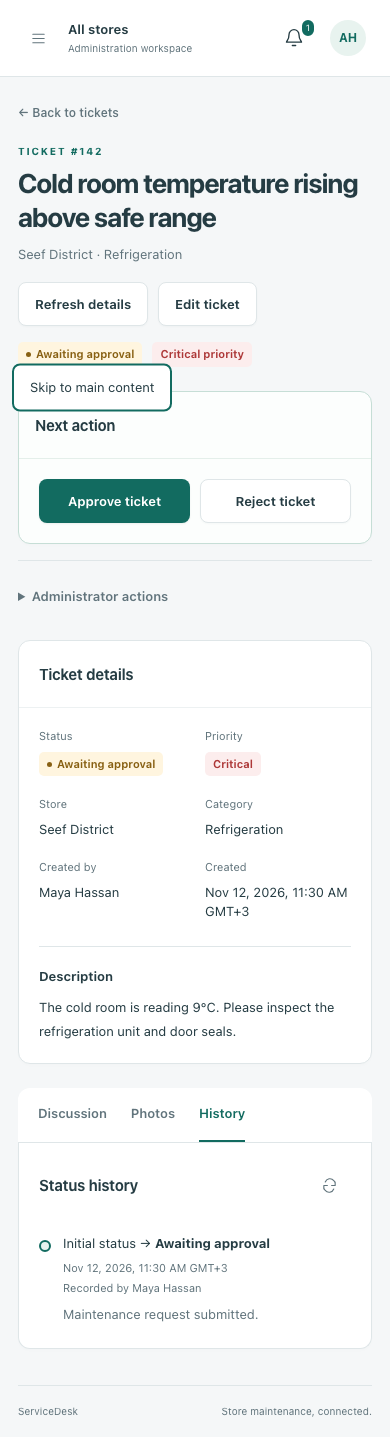 All stores
Administration workspace
1
AH
← Back to tickets
TICKET #142
Cold room temperature rising
above safe range
Seef District · Refrigeration
Refresh details
Edit ticket
Awaiting approval
Critical priority
Skip to main content
Next action
Approve ticket
Reject ticket
Administrator actions
Ticket details
Status
Priority
Awaiting approval
Critical
Store
Category
Seef District
Refrigeration
Created by
Created
Maya Hassan
Nov 12, 2026, 11:30 AM
GMT+3
Description
The cold room is reading 9°C. Please inspect the
refrigeration unit and door seals.
Discussion
Photos
History
Status history
Initial status → Awaiting approval
Nov 12, 2026, 11:30 AM GMT+3
Recorded by Maya Hassan
Maintenance request submitted.
ServiceDesk
Store maintenance, connected.